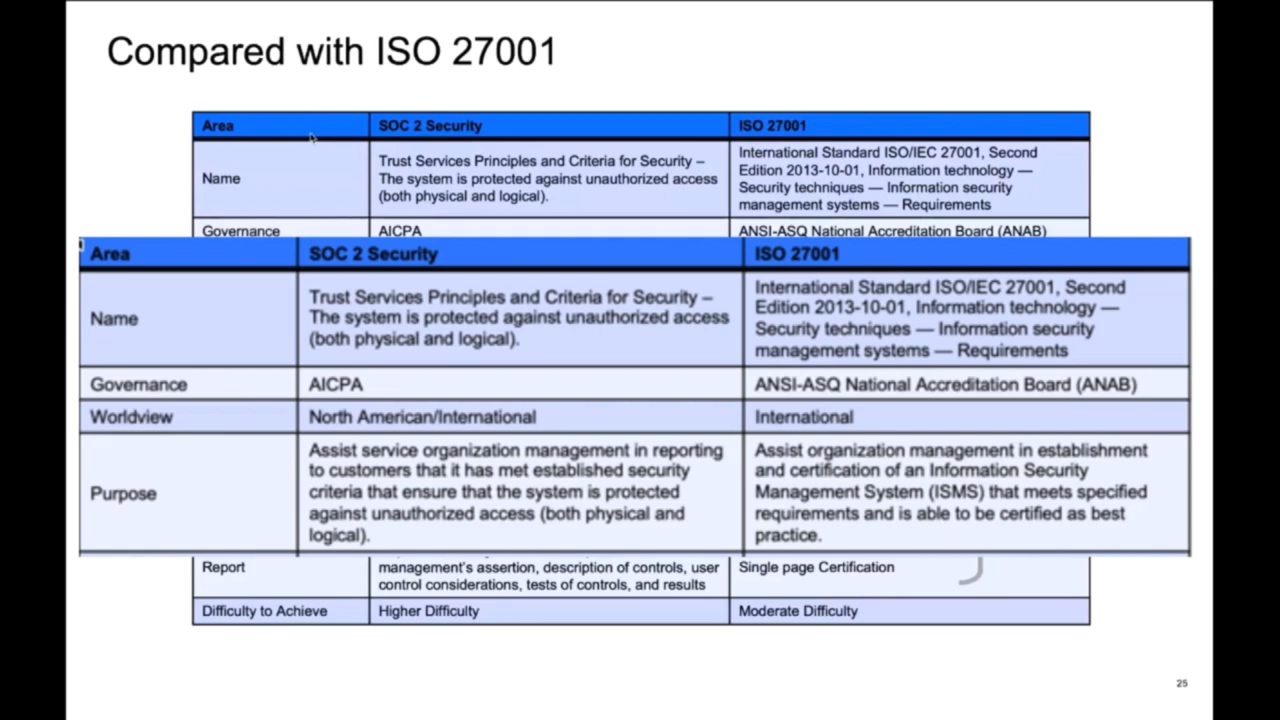 Compared with ISO 27001
Area SOC 2 Security ISO 27001
Name
Trust Services Principles and Criteria for Security –
The system is protected against unauthorized access
(both physical and logical).
International Standard ISO/IEC 27001, Second
Edition 2013-10-01, Information technology —
Security techniques — Information security
management systems — Requirements
Governance AICPA ANSI-ASQ National Accreditation Board (ANAB)
Area SOC 2 Security ISO 27001
Name
Trust Services Principles and Criteria for Security –
The system is protected against unauthorized access
(both physical and logical).
International Standard ISO/IEC 27001, Second
Edition 2013-10-01, Information technology —
Security techniques — Information security
management systems — Requirements
Governance AICPA ANSI-ASQ National Accreditation Board (ANAB)
Worldview North American/International International
Purpose
Assist service organization management in reporting
to customers that it has met established security
criteria that ensure that the system is protected
against unauthorized access (both physical and
logical).
Assist organization management in establishment
and certification of an Information Security
Management System (ISMS) that meets specified
requirements and is able to be certified as best
practice.
Report
management's assertion, description of controls, user
control considerations, tests of controls, and results
Single page Certification
Difficulty to Achieve Higher Difficulty Moderate Difficulty
25